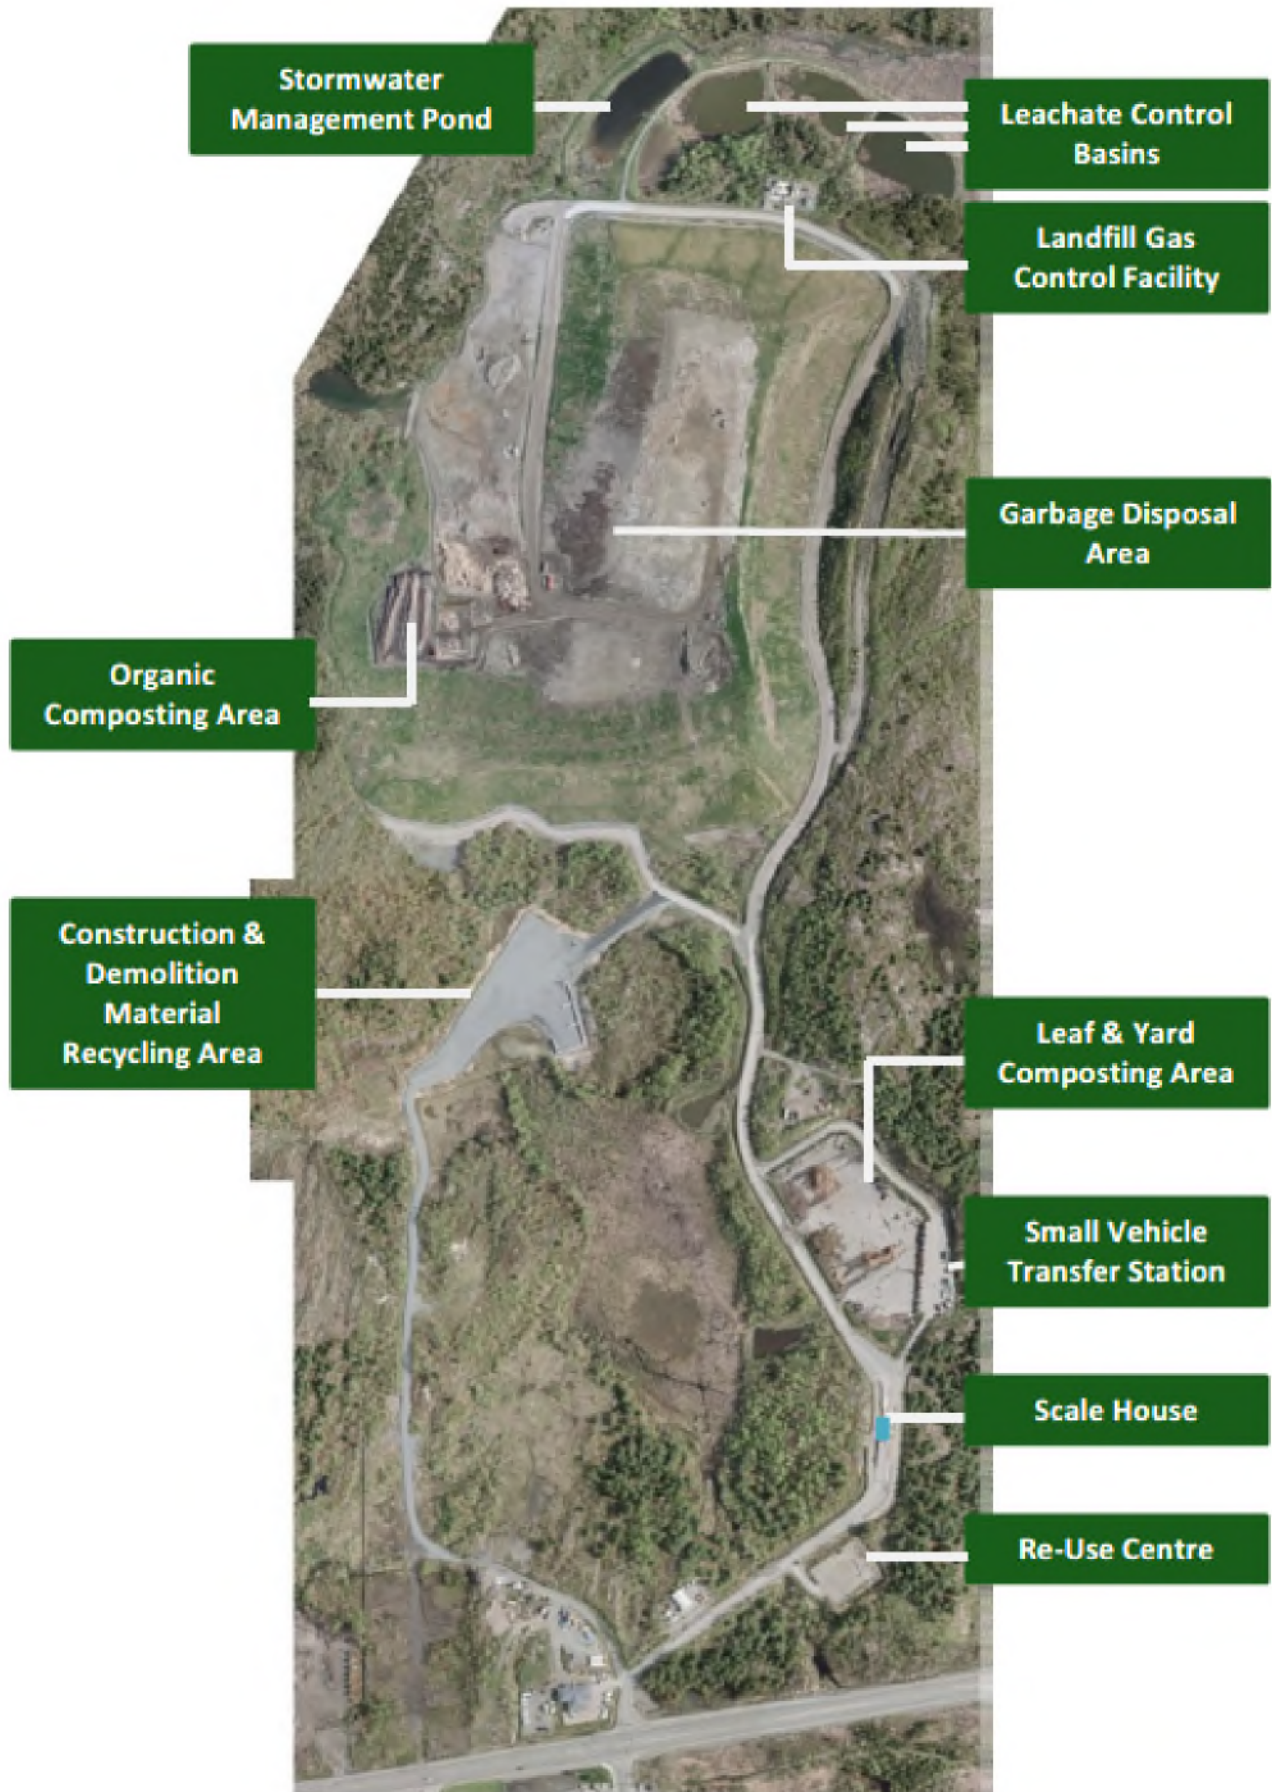 Stormwater
Management Pond
Leachate Control
Basins
Landfill Gas
Control Facility
Garbage Disposal
Area
Organic
Composting Area
Construction &
Demolition
Material
Recycling Area
Leaf & Yard
Composting Area
Small Vehicle
Transfer Station
Scale House
Re-Use Centre